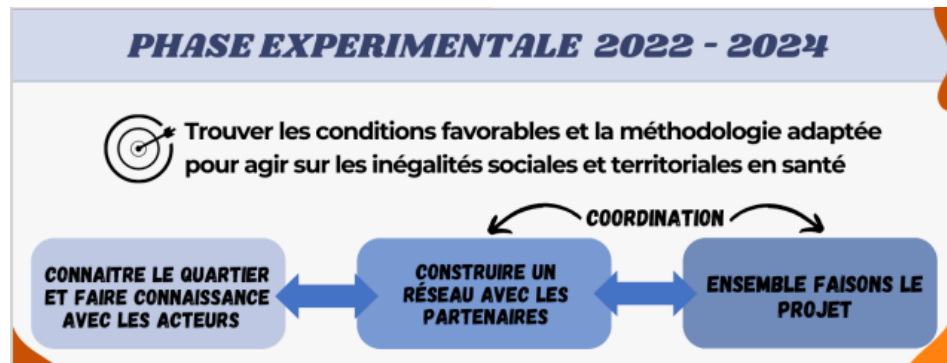 PHASE EXPERIMENTALE 2022 - 2024
Trouver les conditions favorables et la méthodologie adaptée
pour agir sur les inégalités sociales et territoriales en santé
COORDINATION
CONNAITRE LE QUARTIER
ET FAIRE CONNAISSANCE
AVEC LES ACTEURS
CONSTRUIRE UN
RÉSEAU AVEC LES
PARTENAIRES
ENSEMBLE FAISONS LE
PROJET